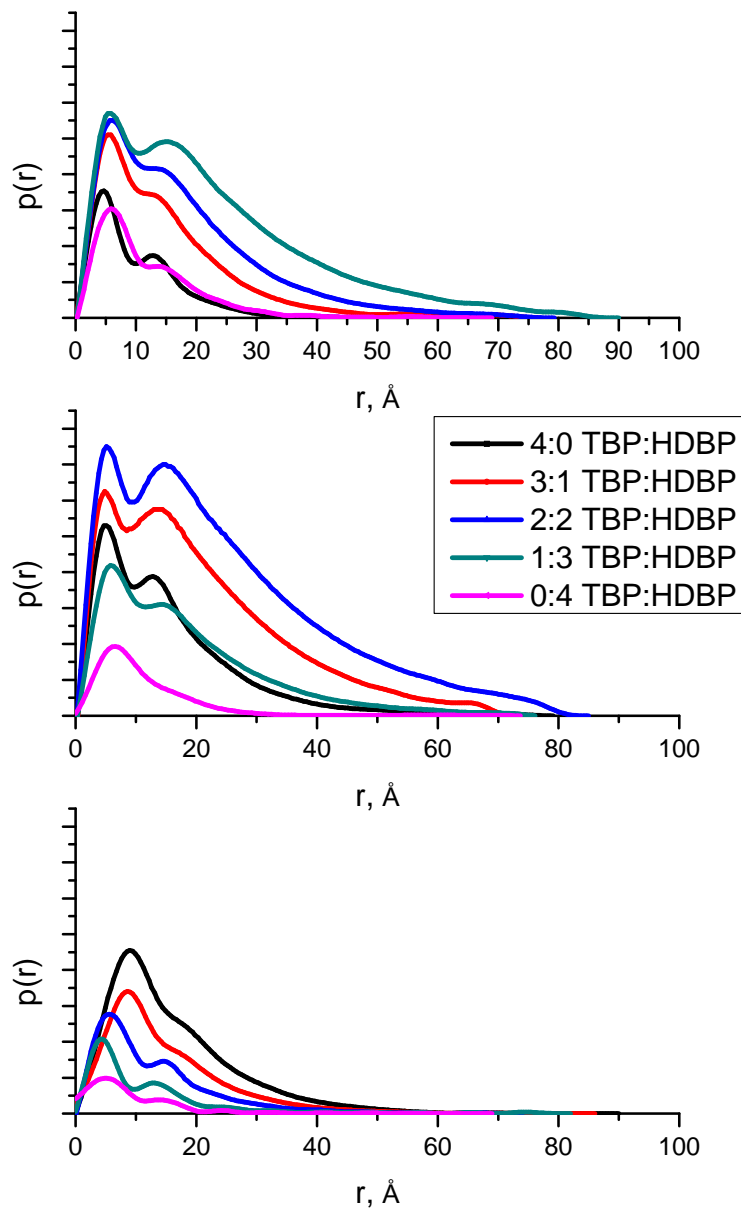 p(r)
0 10 20 30 40 50 60 70 80 90 100
r, Å
4:0 TBP:HDBP
3:1 TBP:HDBP
2:2 TBP:HDBP
1:3 TBP:HDBP
0:4 TBP:HDBP
p(r)
0 20 40 60 80 100
r, Å
p(r)
0 20 40 60 80 100
r, Å